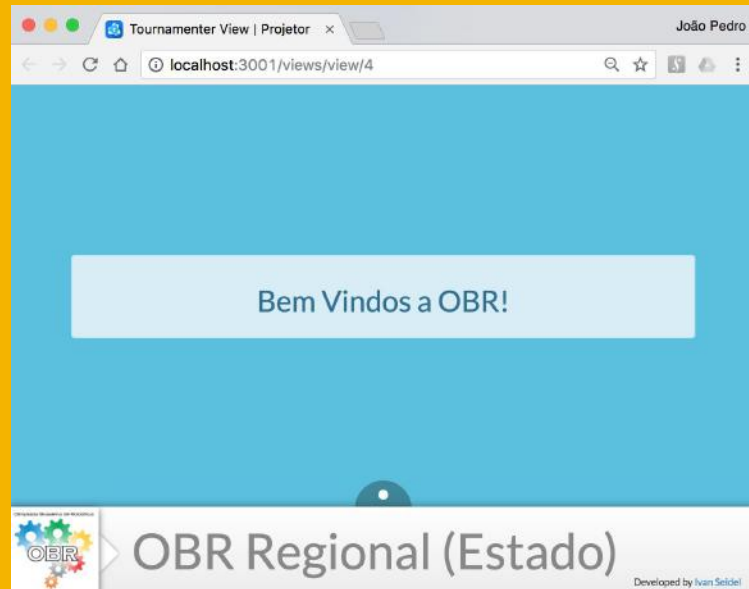 Tournamenter View | Projetor
João Pedro
localhost:3001/views/view/4
Bem Vindos a OBR!
OBR
OBR Regional (Estado)
Developed by Ivan Seidel